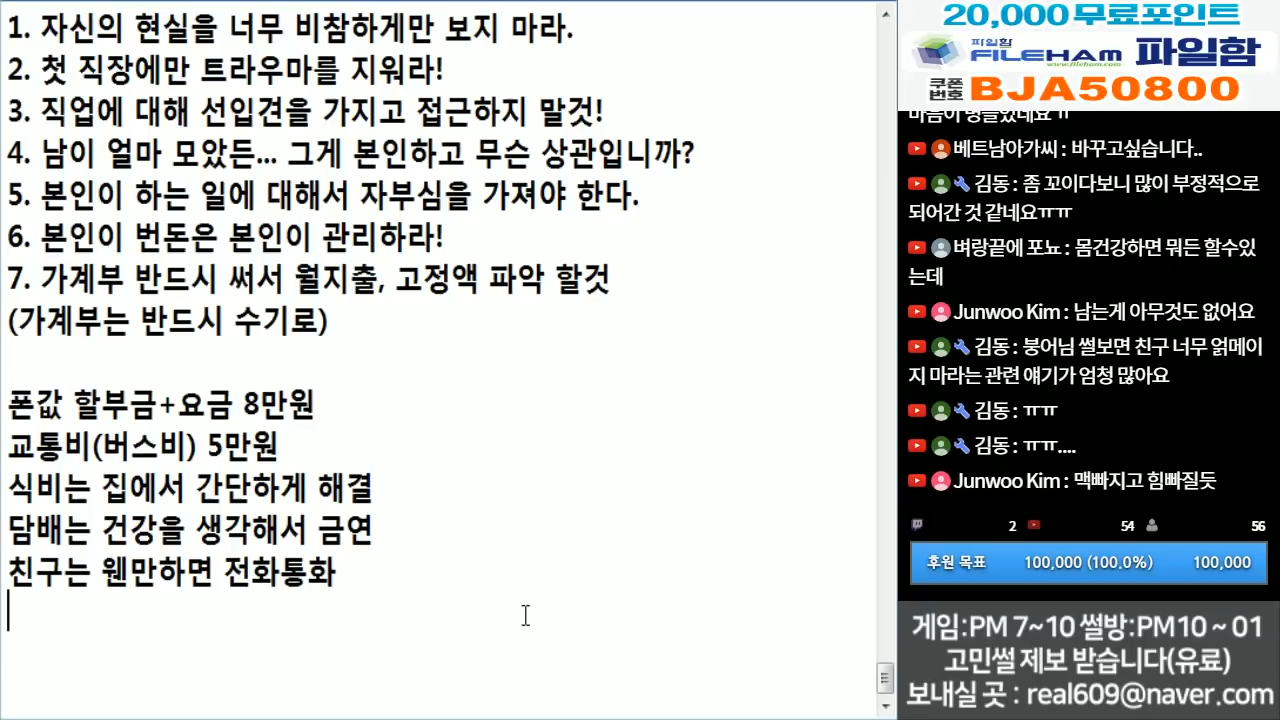 1. 자신의 현실을 너무 비참하게만 보지 마라.
2. 첫 직장에만 트라우마를 지워라!
3. 직업에 대해 선입견을 가지고 접근하지 말것!
4. 남이 얼마 모았든... 그게 본인하고 무슨 상관입니까?
5. 본인이 하는 일에 대해서 자부심을 가져야 한다.
6. 본인이 번돈은 본인이 관리하라!
7. 가계부 반드시 써서 월지출, 고정액 파악 할것
(가계부는 반드시 수기로)
폰값 할부금+요금 8만원
교통비(버스비) 5만원
식비는 집에서 간단하게 해결
담배는 건강을 생각해서 금연
친구는 웬만하면 전화통화
20,000무료포인트
파일함
FILEHAM
www.fileham.com
파일함
쿠폰
번호
BJA50800
베트남아가씨 : 바꾸고싶습니다..
김동 : 좀 꼬이다보니 많이 부정적으로
되어간 것 같네요ㅠㅠ
벼랑끝에 포뇨 : 몸건강하면 뭐든 할수있
는데
Junwoo Kim : 남는게 아무것도 없어요
김동 : 붕어님 썰보면 친구 너무 얽메이
지 마라는 관련 얘기가 엄청 많아요
김동 : ㅠㅠ
김동 : ㅠㅠ....
Junwoo Kim : 맥빠지고 힘빠질듯
2 54 56
후원 목표 100,000 (100.0%) 100,000
게임:PM 7~10 썰방:PM10 ~ 01
고민썰 제보 받습니다(유료)
보내실 곳 : real609@naver.com